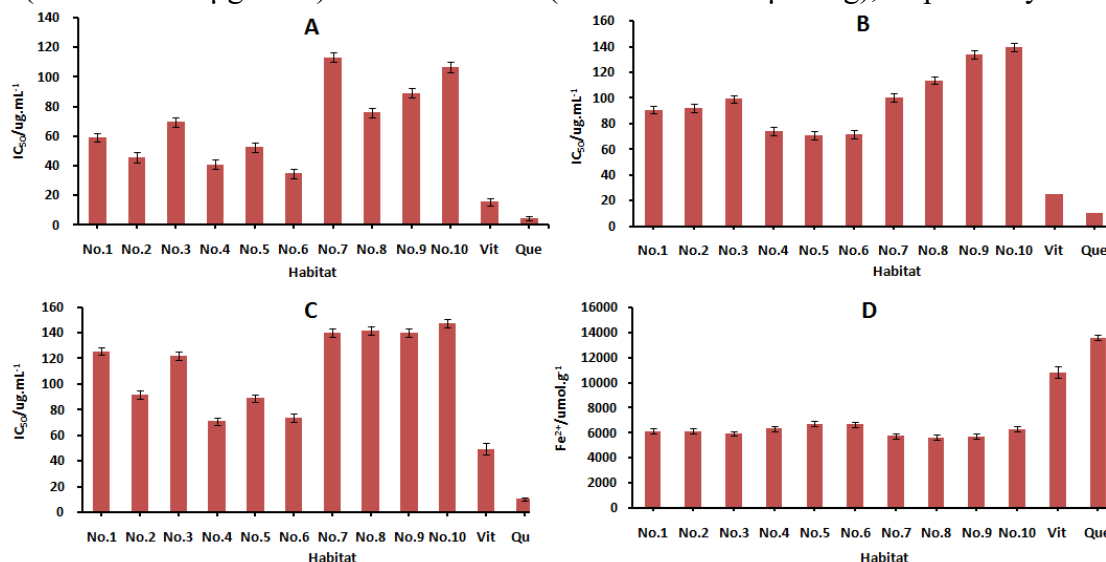 respectively
A
IC50/ug.mL-1
140
120
100
80
60
40
20
0
No.1 No.2 No.3 No.4 No.5 No.6 No.7 No.8 No.9 No.10 Vit Que
Habitat
B
IC50/ug.mL-1
160
140
120
100
80
60
40
20
0
No.1 No.2 No.3 No.4 No.5 No.6 No.7 No.8 No.9 No.10 Vit Que
Habitat
C
IC50/ug.mL-1
160
140
120
100
80
60
40
20
0
No.1 No.2 No.3 No.4 No.5 No.6 No.7 No.8 No.9 No.10 Vit Qu
Habitat
D
Fe2+/umol.g-1
16000
14000
12000
10000
8000
6000
4000
2000
0
No.1 No.2 No.3 No.4 No.5 No.6 No.7 No.8 No.9 No.10 Vit Que
Habitat